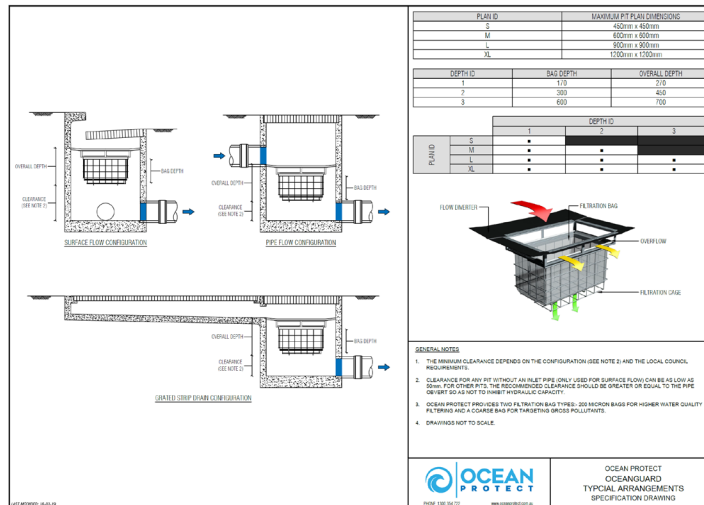 PLAN ID MAXIMUM PIT PLAN DIMENSIONS
S 450mm x 450mm
M 600mm x 600mm
L 900mm x 900mm
XL 1200mm x 1200mm
DEPTH ID BAG DEPTH OVERALL DEPTH
1 170 270
2 300 450
3 600 700
DEPTH ID
1 2 3
PLAN ID
S
M
L
XL
OVERALL DEPTH
BAG DEPTH
CLEARANCE
(SEE NOTE 2)
SURFACE FLOW CONFIGURATION
OVERALL DEPTH
BAG DEPTH
CLEARANCE
(SEE NOTE 2)
PIPE FLOW CONFIGURATION
OVERALL DEPTH
BAG DEPTH
CLEARANCE
(SEE NOTE 2)
GRATED STRIP DRAIN CONFIGURATION
FLOW DIVERTER
FILTRATION BAG
OVERFLOW
FILTRATION CAGE
GENERAL NOTES
1. THE MINIMUM CLEARANCE DEPENDS ON THE CONFIGURATION (SEE NOTE 2) AND THE LOCAL COUNCIL
REQUIREMENTS.
2. CLEARANCE FOR ANY PIT WITHOUT AN INLET PIPE (ONLY USED FOR SURFACE FLOW) CAN BE AS LOW AS
50mm. FOR OTHER PITS, THE RECOMMENDED CLEARANCE SHOULD BE GREATER OR EQUAL TO THE PIPE
OBVERT SO AS NOT TO INHIBIT HYDRAULIC CAPACITY.
3. OCEAN PROTECT PROVIDES TWO FILTRATION BAG TYPES:- 200 MICRON BAGS FOR HIGHER WATER QUALITY
FILTERING AND A COARSE BAG FOR TARGETING GROSS POLLUTANTS.
4. DRAWINGS NOT TO SCALE.
OCEAN
PROTECT
PHONE: 1300 354 722 www.oceanprotect.com.au
OCEAN PROTECT
OCEANGUARD
TYPCIAL ARRANGEMENTS
SPECIFICATION DRAWING